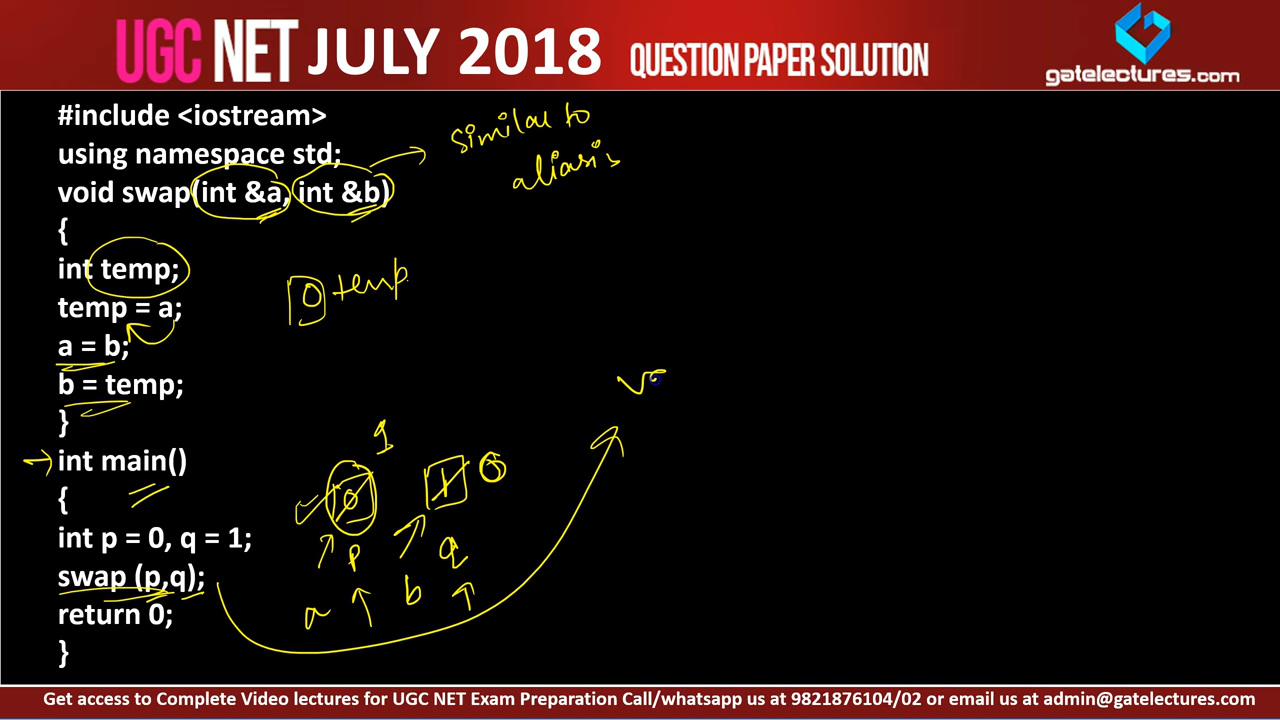 UGC NET JULY 2018 QUESTION PAPER SOLUTION
gatelectures.com
#include <iostream>
using namespace std;
void swap(int &a, int &b)
{
int temp;
temp = a;
a = b;
b = temp;
}
int main()
{
int p = 0, q = 1;
swap (p,q);
return 0;
}
similar to
aliasis
0 temp
1
0 1 0
p q
a b
Get access to Complete Video lectures for UGC NET Exam Preparation Call/whatsapp us at 9821876104/02 or email us at admin@gatelectures.com